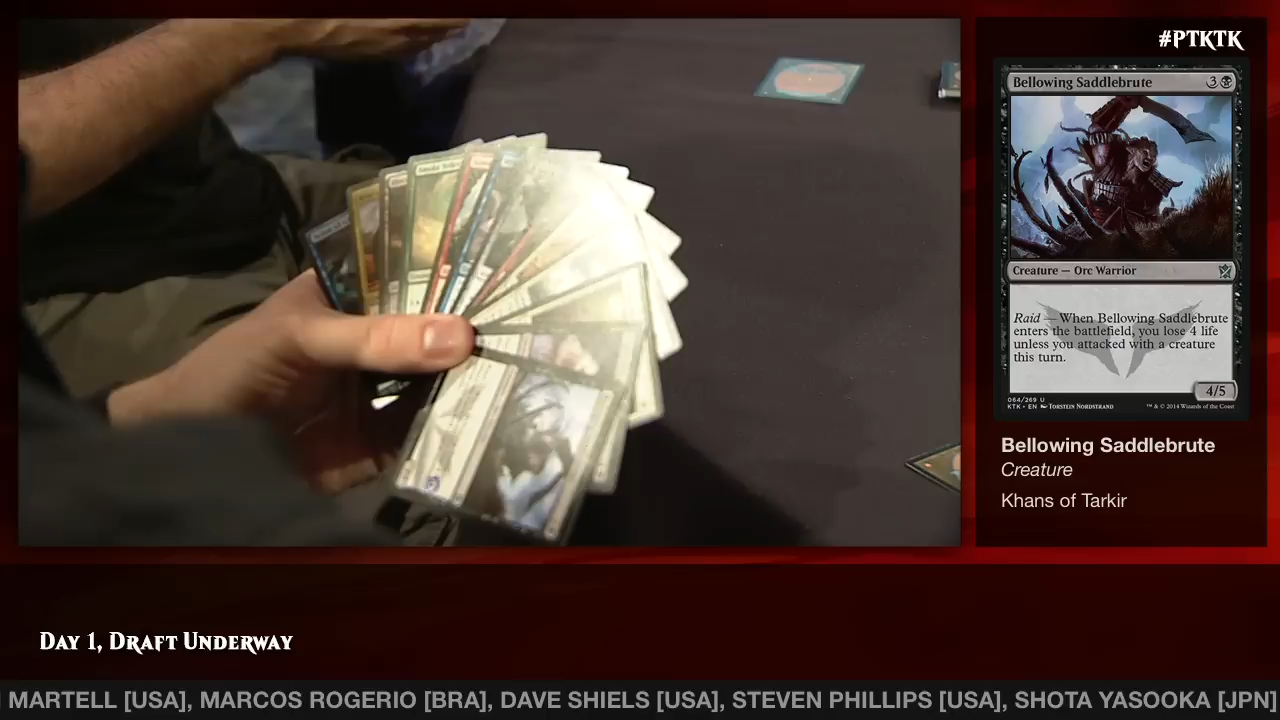 #PTKTK
Bellowing Saddlebrute 3
Creature — Orc Warrior
Raid — When Bellowing Saddlebrute
enters the battlefield, you lose 4 life
unless you attacked with a creature
this turn.
4/5
064/269 U
KTK • EN TORSTEIN NORDSTRAND
™ & © 2014 Wizards of the Coast
Bellowing Saddlebrute
Creature
Khans of Tarkir
DAY 1, DRAFT UNDERWAY
MARTELL [USA], MARCOS ROGERIO [BRA], DAVE SHIELS [USA], STEVEN PHILLIPS [USA], SHOTA YASOOKA [JPN]